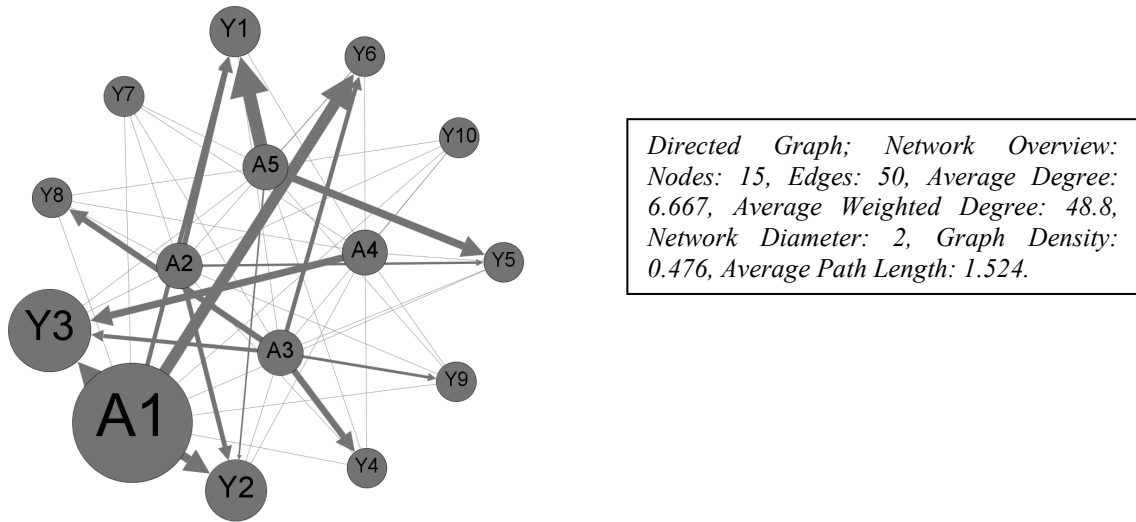 Y1
Y6
Y7
Y10
A5
Y8
A2
A4
Y5
Y3
A3
Y9
A1
Y4
Y2
Directed Graph; Network Overview:
Nodes: 15, Edges: 50, Average Degree:
6.667, Average Weighted Degree: 48.8,
Network Diameter: 2, Graph Density:
0.476, Average Path Length: 1.524.